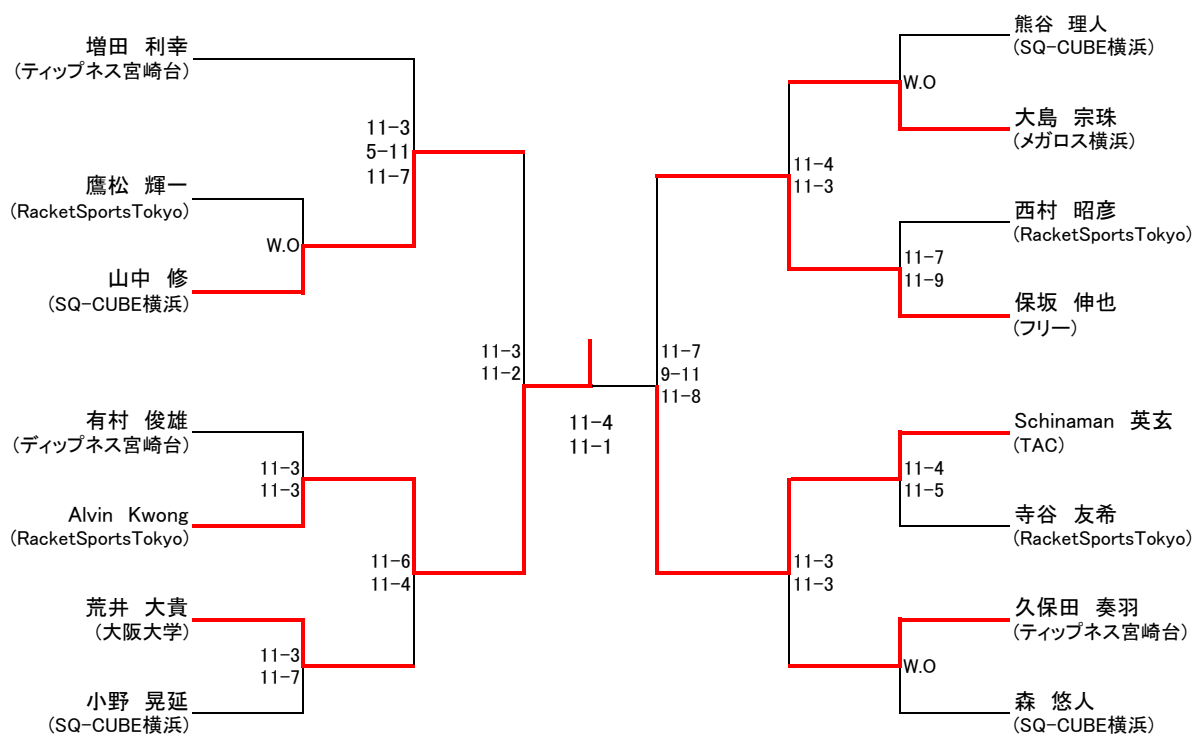 増田　利幸
(ティップネス宮崎台)
11-3
5-11
11-7
鷹松　輝一
(RacketSportsTokyo)
W.O
山中　修
(SQ-CUBE横浜)
11-3
11-2
有村　俊雄
(ディップネス宮崎台)
11-3
11-3
Alvin　Kwong
(RacketSportsTokyo)
11-6
11-4
荒井　大貴
(大阪大学)
11-3
11-7
小野　晃延
(SQ-CUBE横浜)
11-4
11-1
熊谷　理人
(SQ-CUBE横浜)
W.O
大島　宗珠
(メガロス横浜)
11-4
11-3
西村　昭彦
(RacketSportsTokyo)
11-7
11-9
保坂　伸也
(フリー)
11-7
9-11
11-8
Schinaman　英玄
(TAC)
11-4
11-5
寺谷　友希
(RacketSportsTokyo)
11-3
11-3
久保田　奏羽
(ティップネス宮崎台)
W.O
森　悠人
(SQ-CUBE横浜)